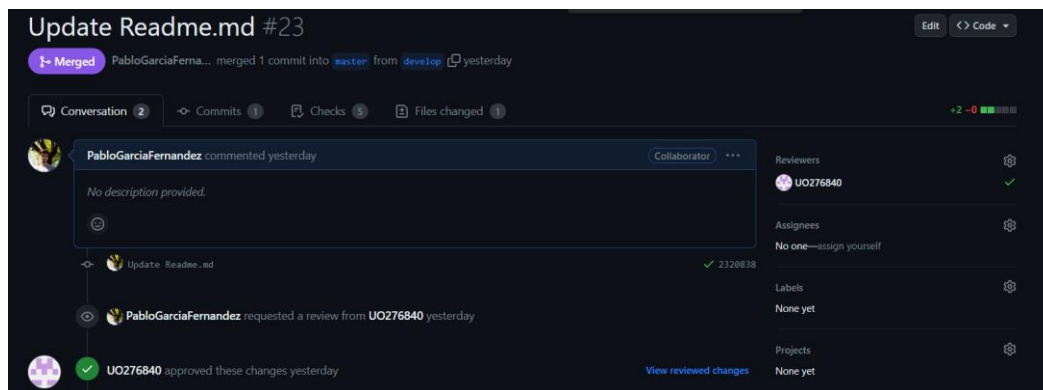 Update Readme.md #23
Edit
<> Code
Merged
PabloGarciaFerna... merged 1 commit into master from develop yesterday
Conversation 2
Commits 1
Checks 5
Files changed 1
+2 −0
PabloGarciaFernandez commented yesterday
Collaborator
No description provided.
Update Readme.md
2320838
PabloGarciaFernandez requested a review from UO276840 yesterday
UO276840 approved these changes yesterday
View reviewed changes
Reviewers
UO276840
Assignees
No one—assign yourself
Labels
None yet
Projects
None yet